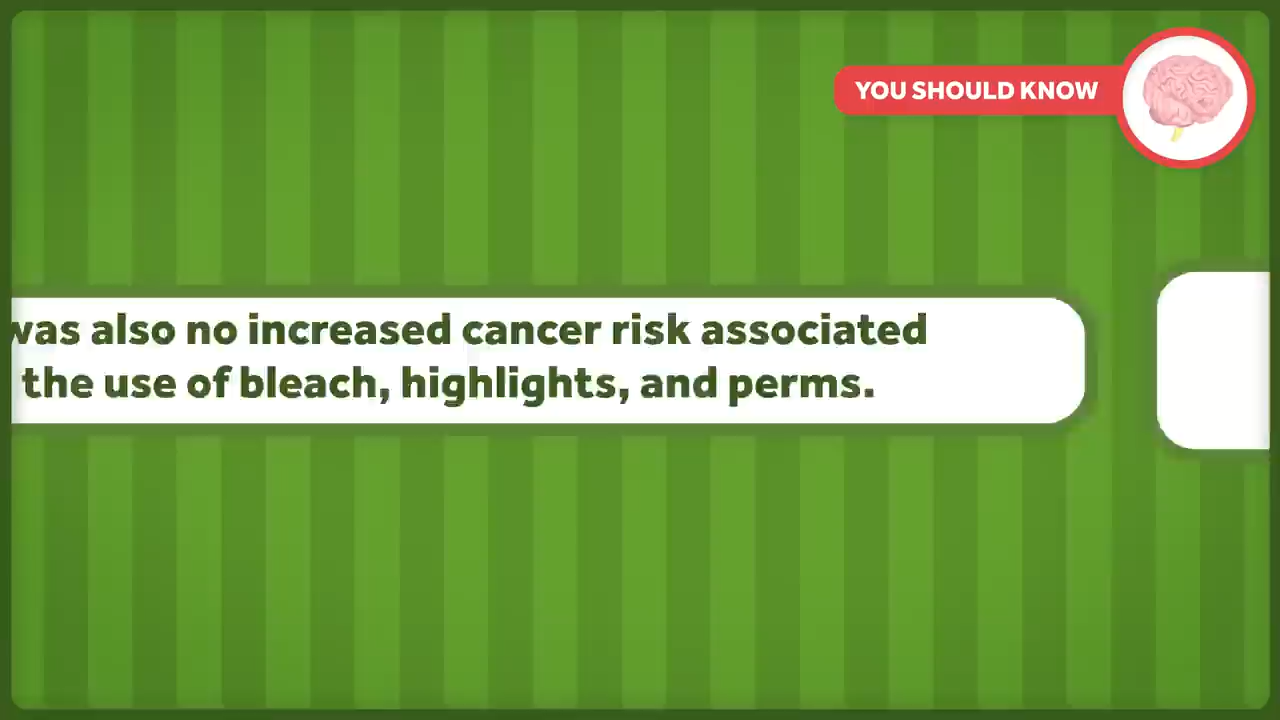 YOU SHOULD KNOW
was also no increased cancer risk associated
the use of bleach, highlights, and perms.